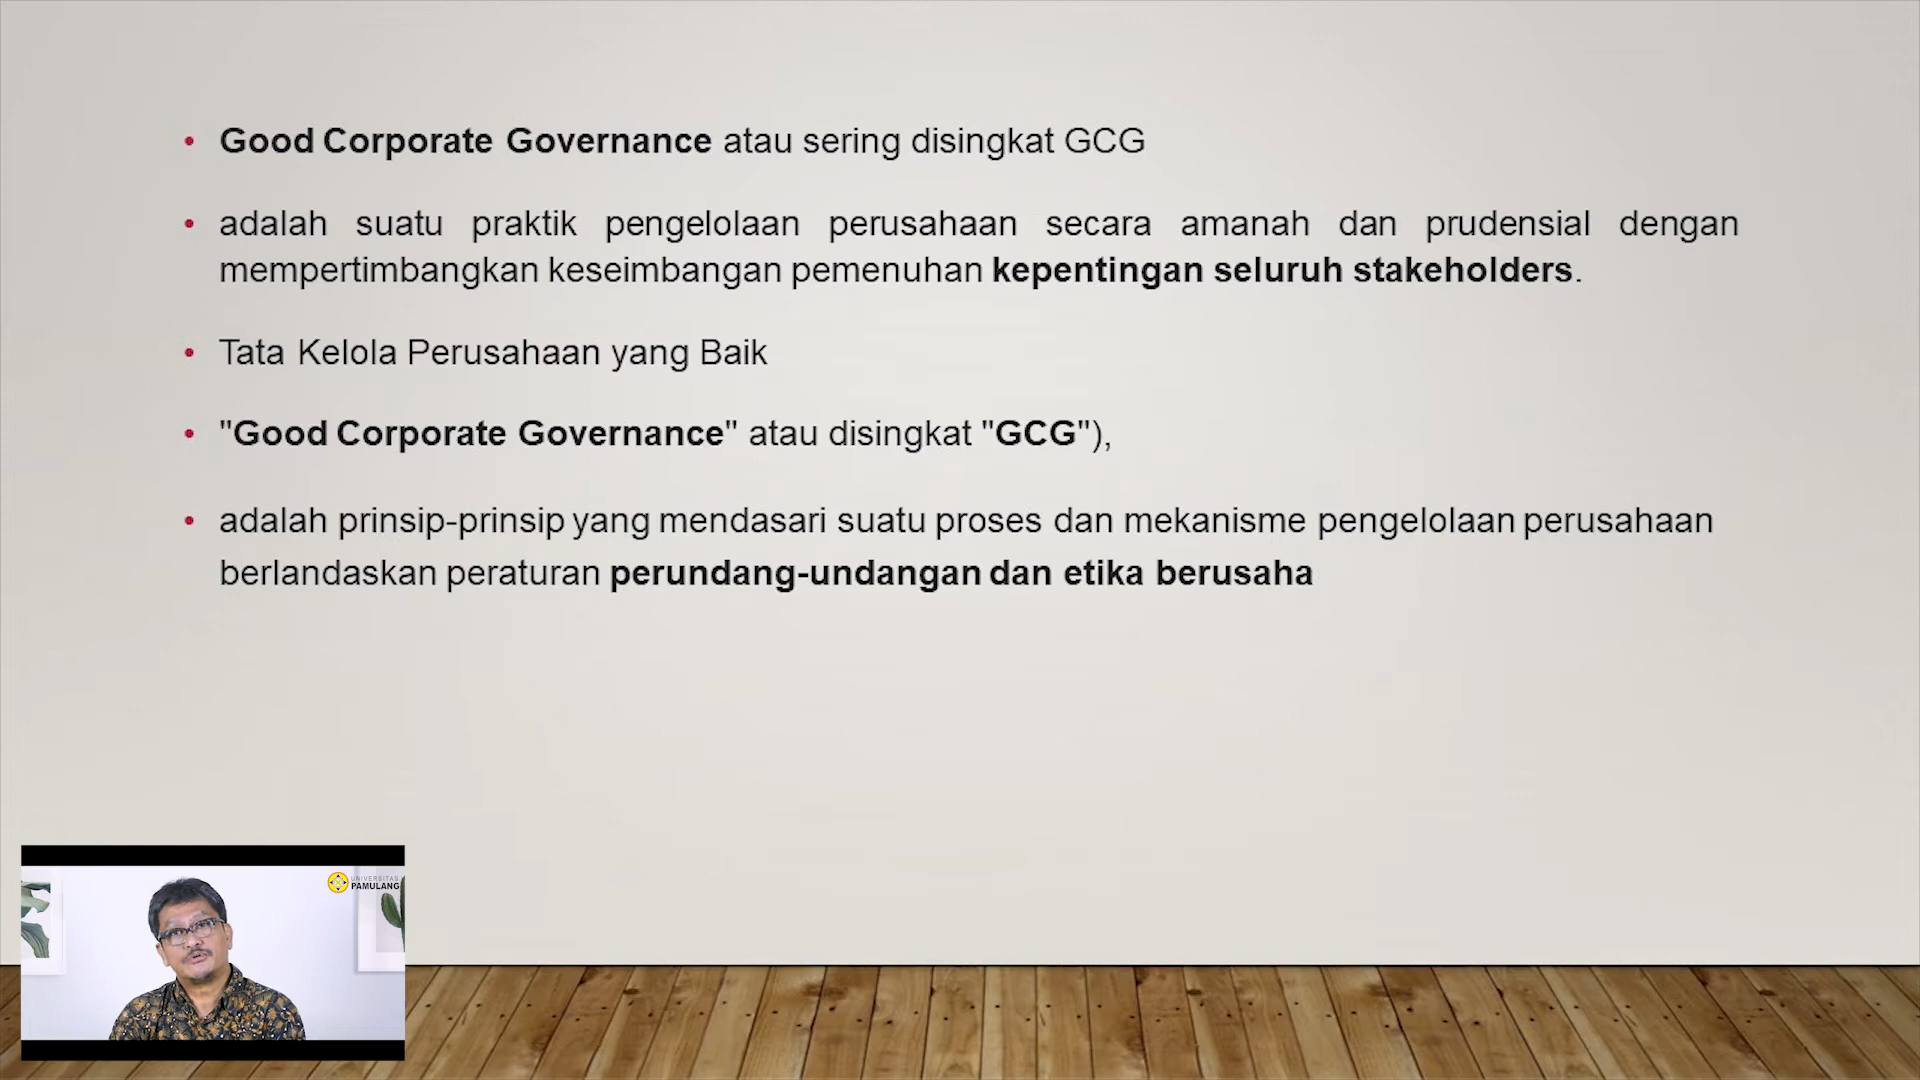 • Good Corporate Governance atau sering disingkat GCG
• adalah suatu praktik pengelolaan perusahaan secara amanah dan prudensial dengan
mempertimbangkan keseimbangan pemenuhan kepentingan seluruh stakeholders.
• Tata Kelola Perusahaan yang Baik
• "Good Corporate Governance" atau disingkat "GCG"),
• adalah prinsip-prinsip yang mendasari suatu proses dan mekanisme pengelolaan perusahaan
berlandaskan peraturan perundang-undangan dan etika berusaha
UNIVERSITAS
PAMULANG